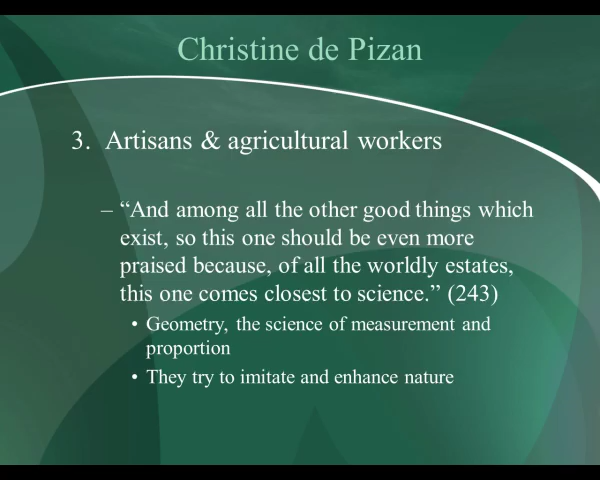 Christine de Pizan
3. Artisans & agricultural workers
– “And among all the other good things which
exist, so this one should be even more
praised because, of all the worldly estates,
this one comes closest to science.” (243)
• Geometry, the science of measurement and
proportion
• They try to imitate and enhance nature